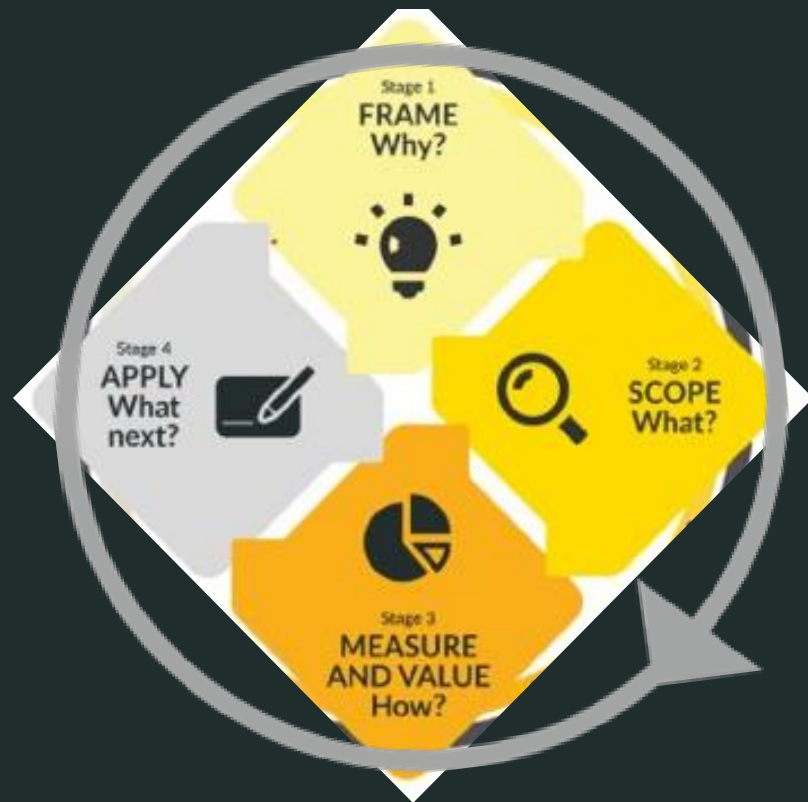 Stage 1
FRAME
Why?
Stage 2
SCOPE
What?
Stage 3
MEASURE
AND VALUE
How?
Stage 4
APPLY
What
next?